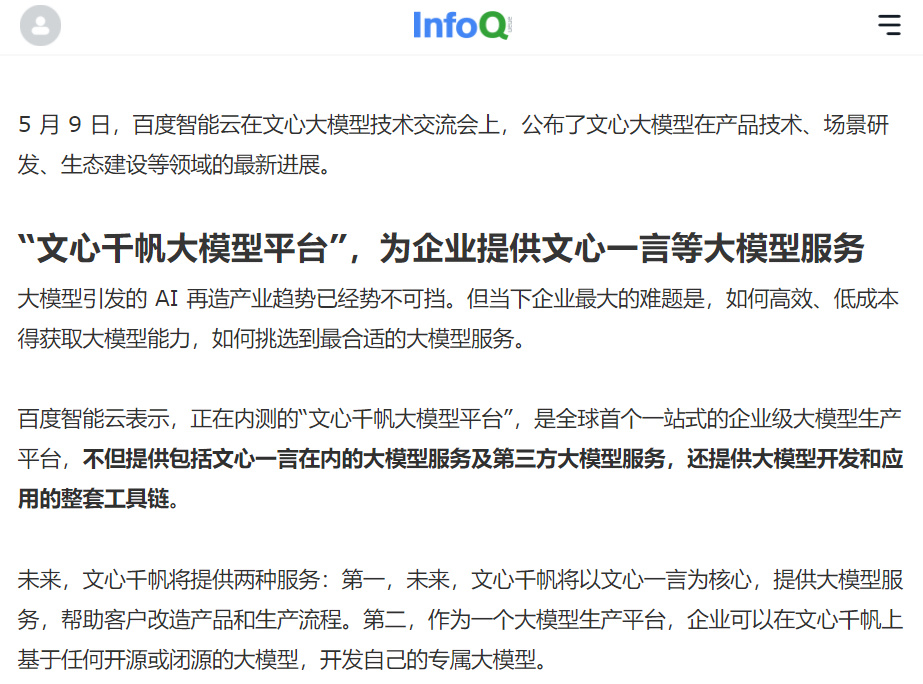 InfoQ
5 月 9 日，百度智能云在文心大模型技术交流会上，公布了文心大模型在产品技术、场景研
发、生态建设等领域的最新进展。
“文心千帆大模型平台”，为企业提供文心一言等大模型服务
大模型引发的 AI 再造产业趋势已经势不可挡。但当下企业最大的难题是，如何高效、低成本
得获取大模型能力，如何挑选到最合适的大模型服务。
百度智能云表示，正在内测的“文心千帆大模型平台”，是全球首个一站式的企业级大模型生产
平台，不但提供包括文心一言在内的大模型服务及第三方大模型服务，还提供大模型开发和应
用的整套工具链。
未来，文心千帆将提供两种服务：第一，未来，文心千帆将以文心一言为核心，提供大模型服
务，帮助客户改造产品和生产流程。第二，作为一个大模型生产平台，企业可以在文心千帆上
基于任何开源或闭源的大模型，开发自己的专属大模型。